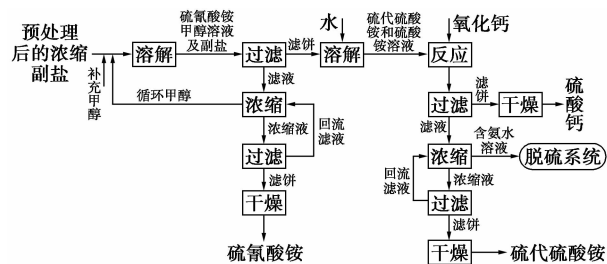 预处理
后的浓缩
副盐
补充
甲醇
溶解
硫氰酸铵
甲醇溶液
及副盐
过滤
滤饼
水
溶解
硫代硫酸
铵和硫酸
铵溶液
氧化钙
反应
滤液
循环甲醇
浓缩
浓缩液
回流
滤液
过滤
滤饼
干燥
硫氰酸铵
过滤
滤
饼
干燥
硫
酸
钙
滤液
浓缩
含氨水
溶液
脱硫系统
回流
滤液
浓缩液
过滤
滤饼
干燥
硫代硫酸铵